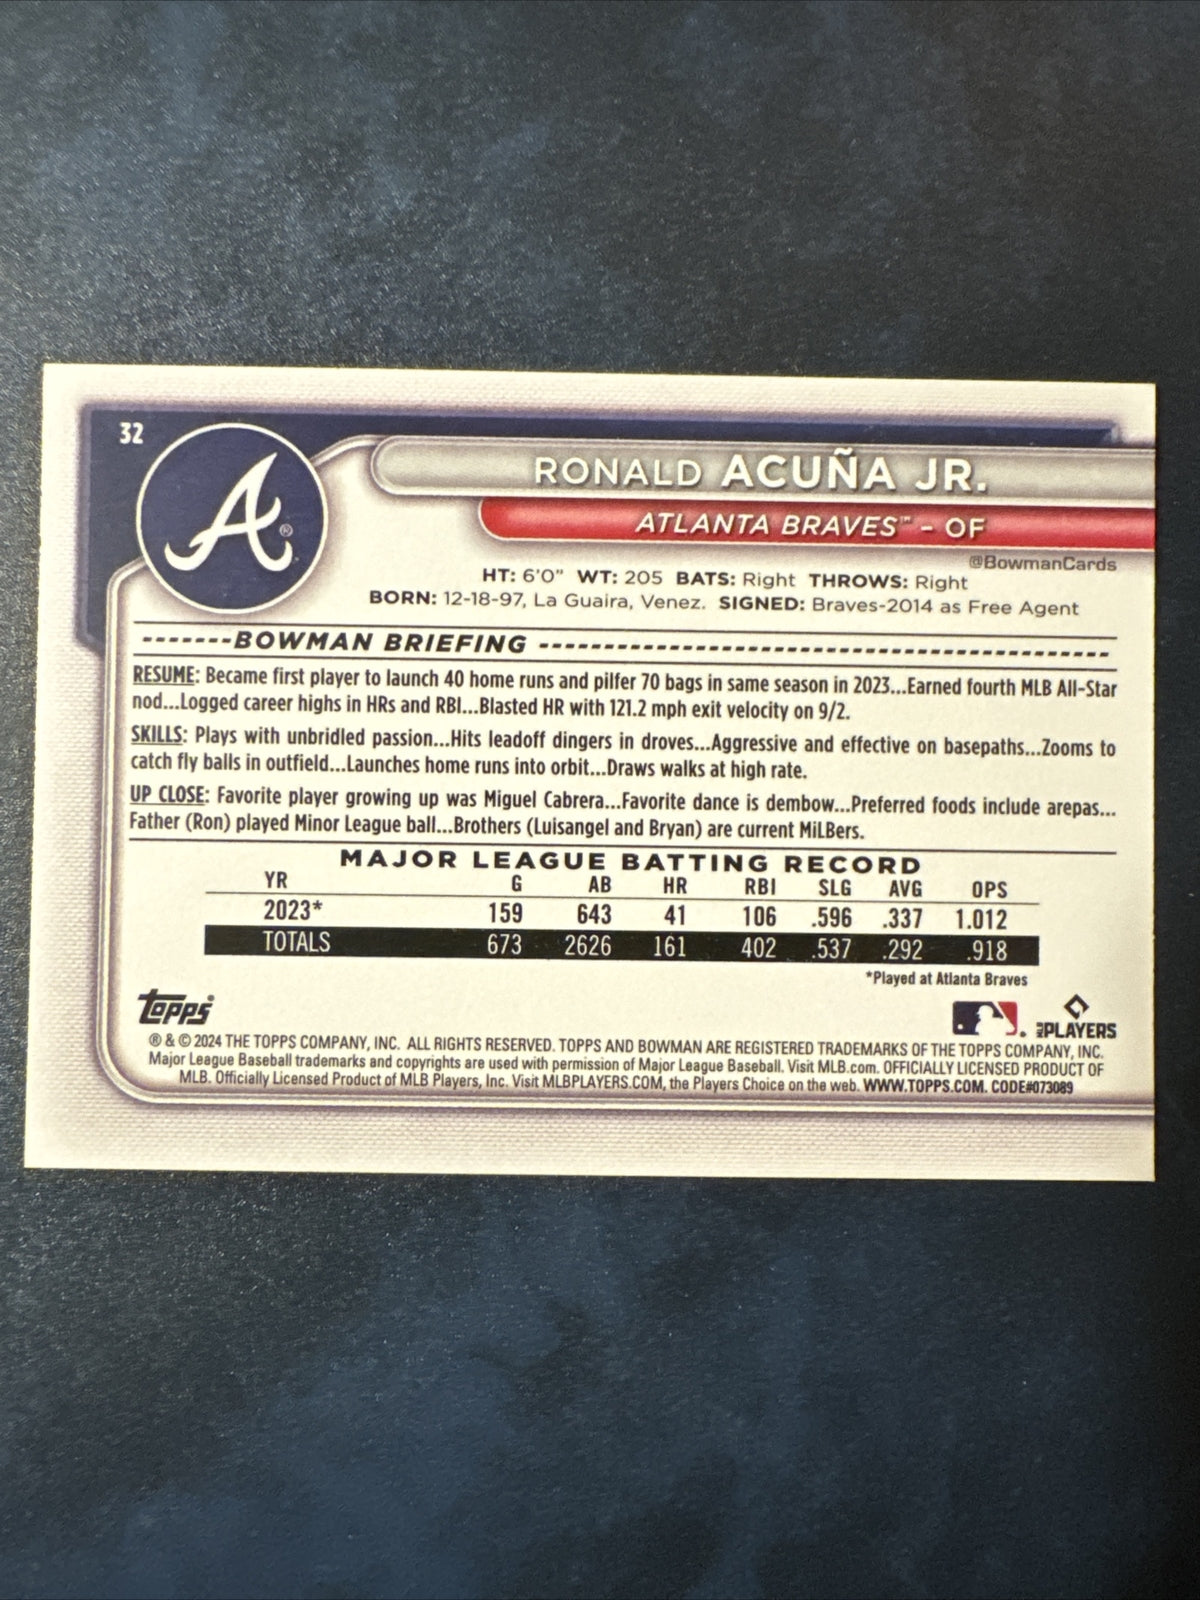 32
A ®
RONALD ACUÑA JR.
ATLANTA BRAVES™ - OF
@BowmanCards
HT: 6'0" WT: 205 BATS: Right THROWS: Right
BORN: 12-18-97, La Guaira, Venez. SIGNED: Braves-2014 as Free Agent
-------BOWMAN BRIEFING -------
RESUME: Became first player to launch 40 home runs and pilfer 70 bags in same season in 2023...Earned fourth MLB All-Star
nod...Logged career highs in HRs and RBI...Blasted HR with 121.2 mph exit velocity on 9/2.
SKILLS: Plays with unbridled passion...Hits leadoff dingers in droves...Aggressive and effective on basepaths...Zooms to
catch fly balls in outfield...Launches home runs into orbit...Draws walks at high rate.
UP CLOSE: Favorite player growing up was Miguel Cabrera...Favorite dance is dembow...Preferred foods include arepas...
Father (Ron) played Minor League ball...Brothers (Luisangel and Bryan) are current MiLBers.
MAJOR LEAGUE BATTING RECORD
YR G AB HR RBI SLG AVG OPS
2023* 159 643 41 106 .596 .337 1.012
TOTALS 673 2626 161 402 .537 .292 .918
*Played at Atlanta Braves
Topps®
MLB PLAYERS
® & © 2024 THE TOPPS COMPANY, INC. ALL RIGHTS RESERVED. TOPPS AND BOWMAN ARE REGISTERED TRADEMARKS OF THE TOPPS COMPANY, INC.
Major League Baseball trademarks and copyrights are used with permission of Major League Baseball. Visit MLB.com. OFFICIALLY LICENSED PRODUCT OF
MLB. Officially Licensed Product of MLB Players, Inc. Visit MLBPLAYERS.COM, the Players Choice on the web. WWW.TOPPS.COM. CODE#073089